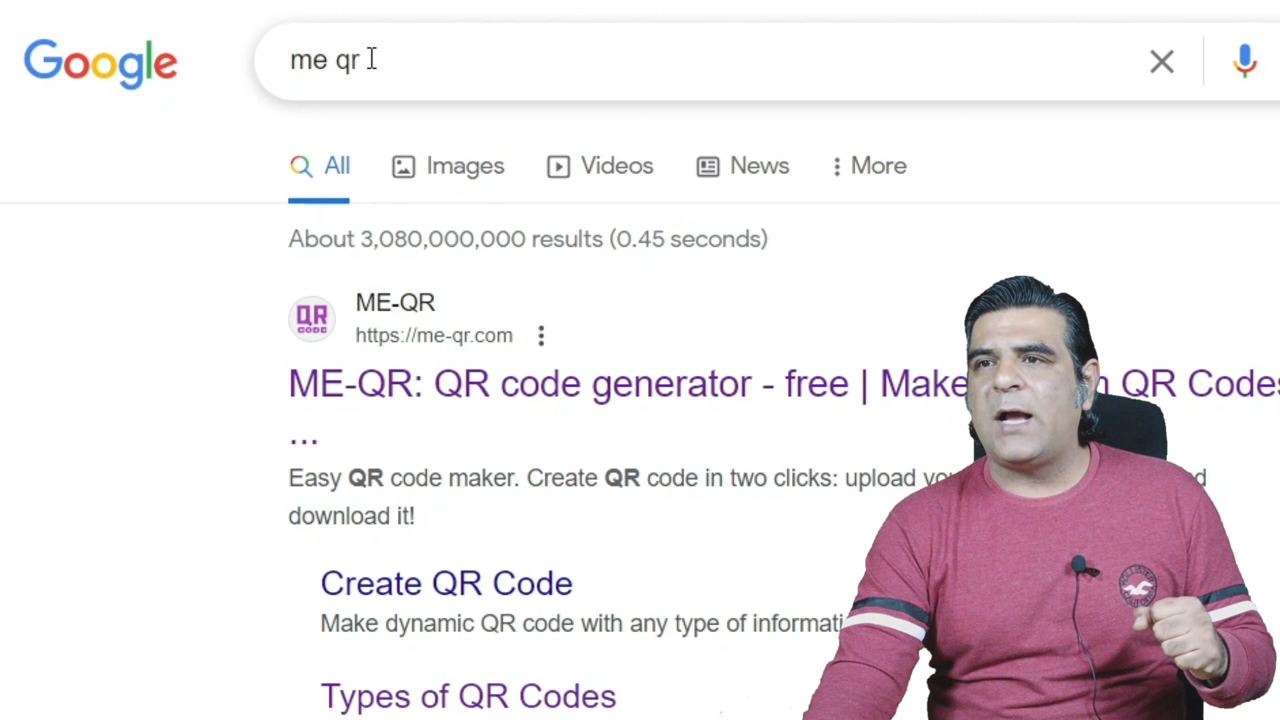 Google
me qr
All Images Videos News More
About 3,080,000,000 results (0.45 seconds)
QR
CODE
ME-QR
https://me-qr.com
ME-QR: QR code generator - free | Make QR Codes
...
Easy QR code maker. Create QR code in two clicks: upload
download it!
Create QR Code
Make dynamic QR code with any type of
Types of QR Codes